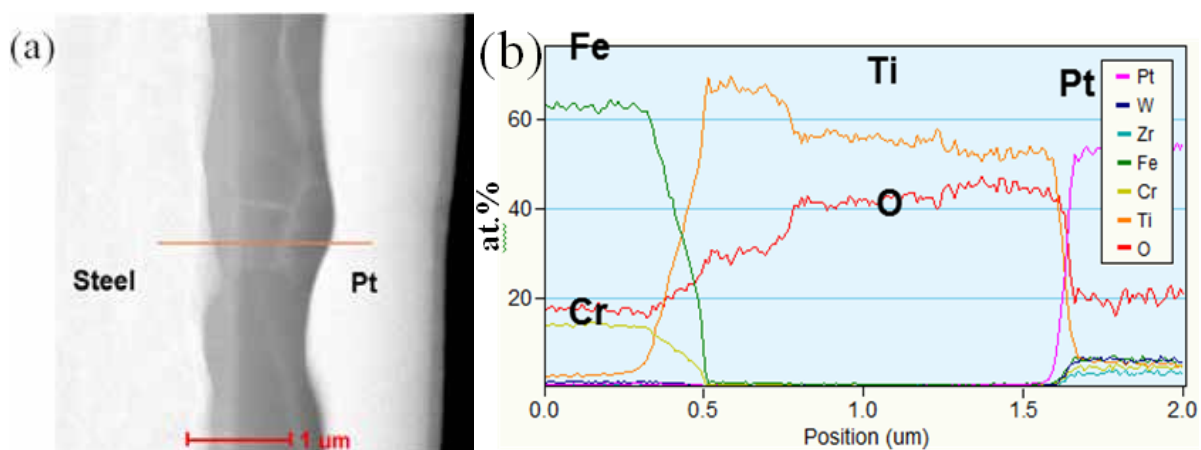 (a)
Steel
Pt
1 um
(b)
Fe
Ti
Pt
Cr
O
at.%
60
40
20
0.0
0.5
1.0
1.5
2.0
Position (um)
Pt
W
Zr
Fe
Cr
Ti
O